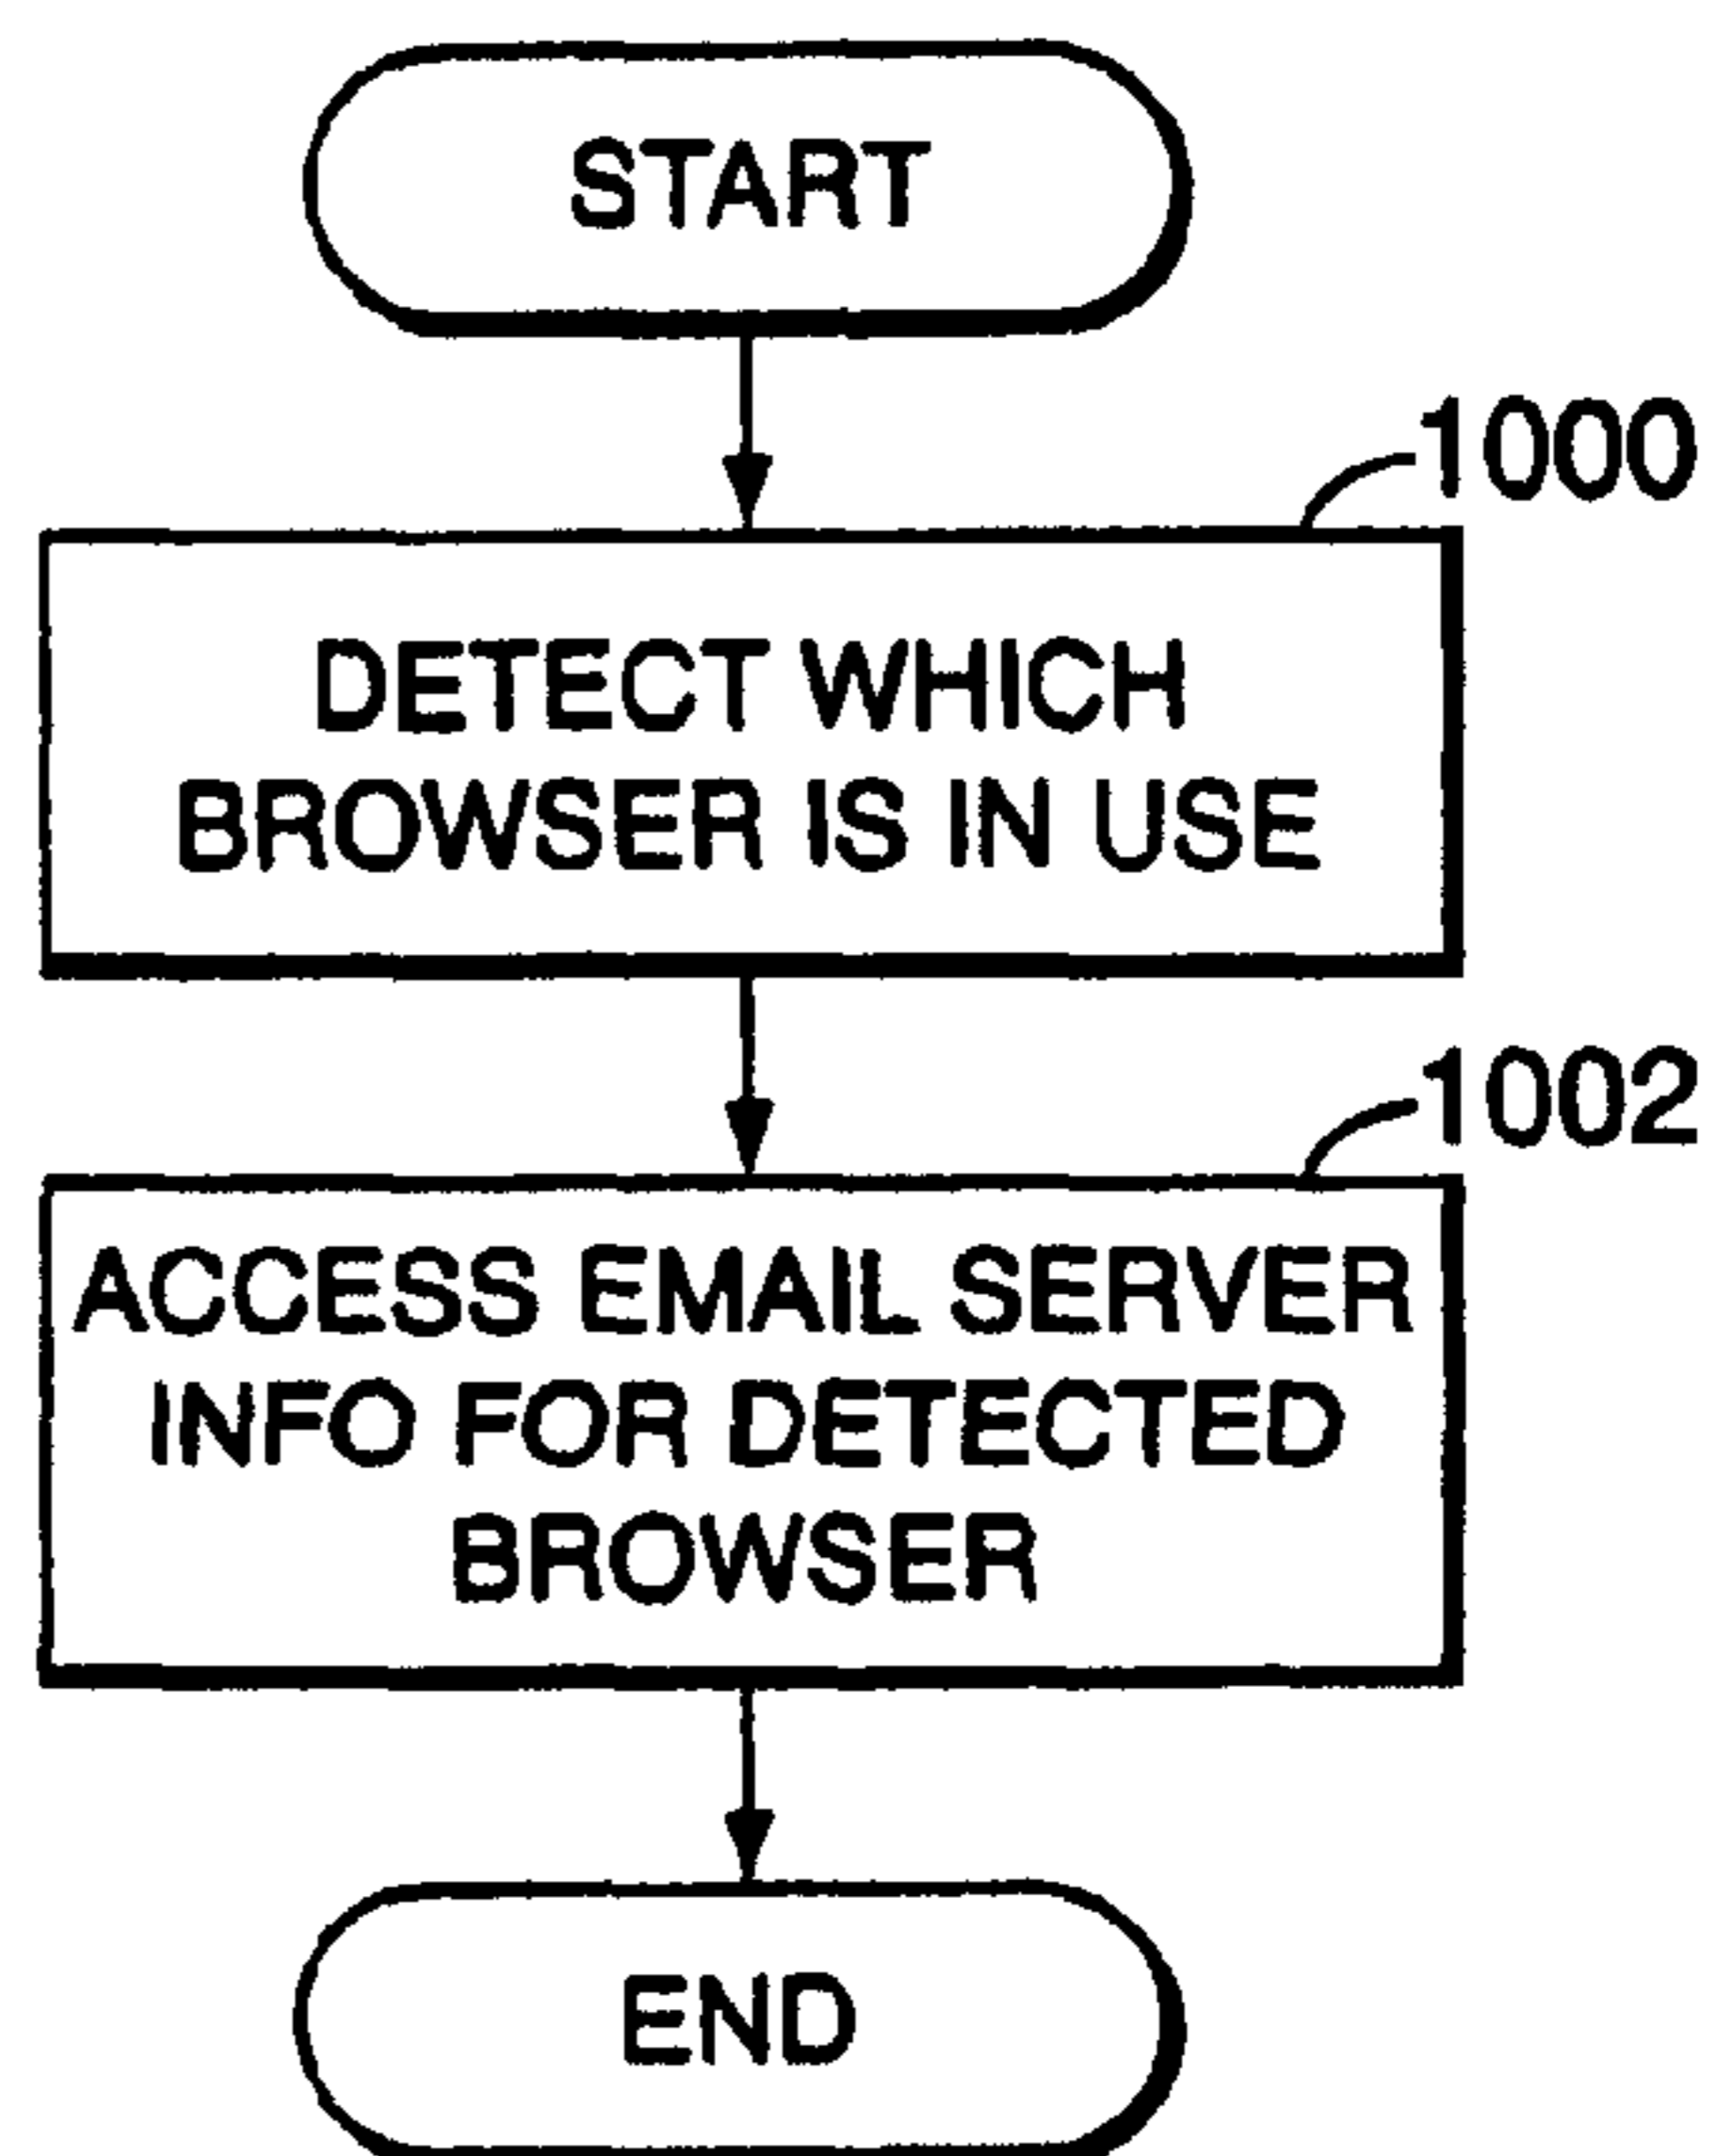 START
1000
DETECT WHICH
BROWSER IS IN USE
1002
ACCESS EMAIL SERVER
INFO FOR DETECTED
BROWSER
END